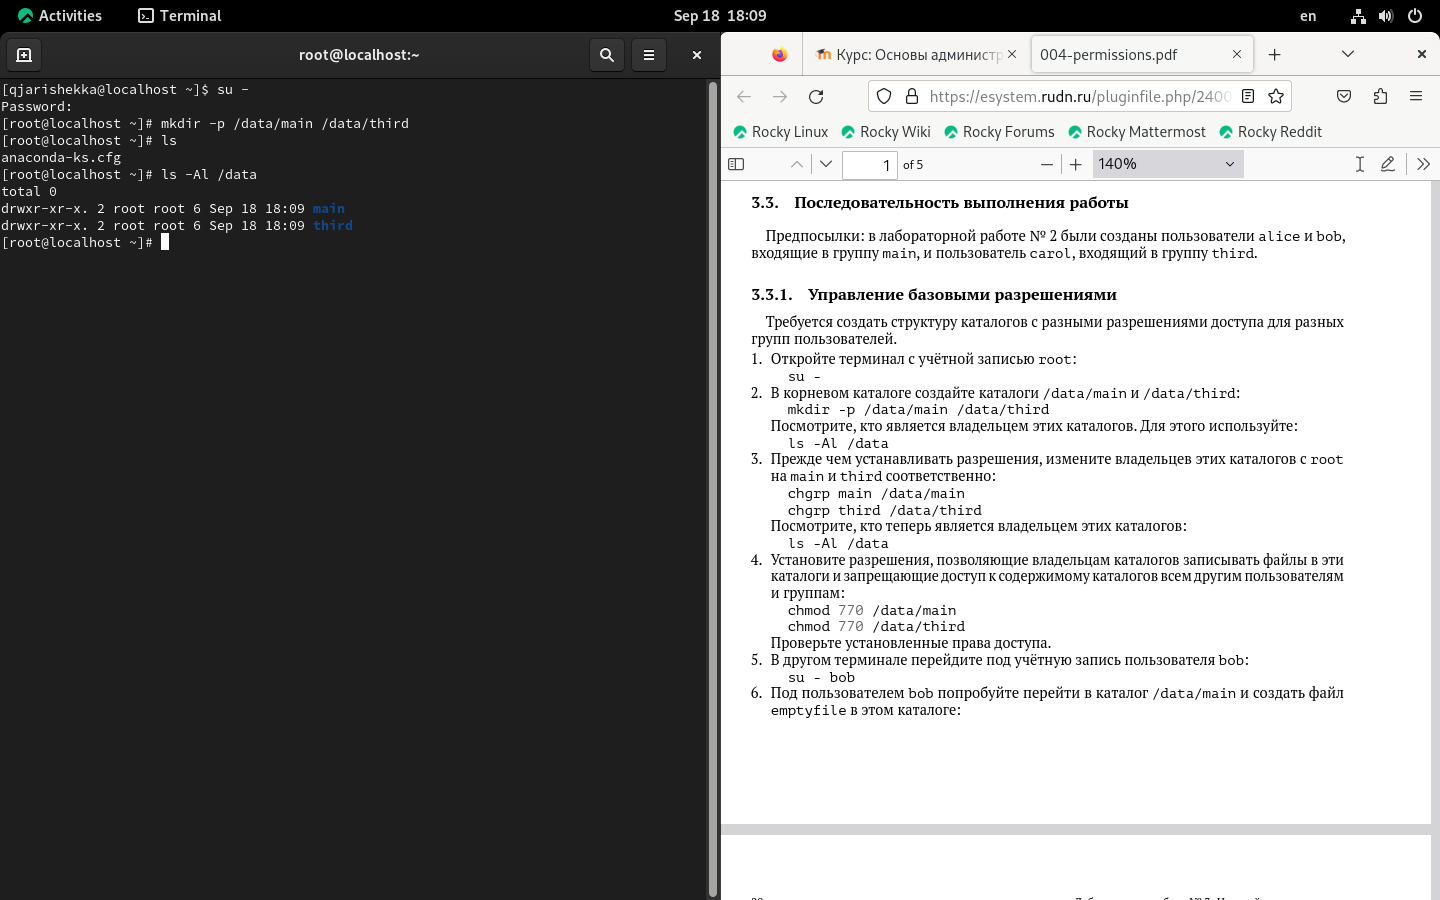 Activities
Terminal
Sep 18 18:09
en
root@localhost:~
[qjarishekka@localhost ~]$ su -
Password:
[root@localhost ~]# mkdir -p /data/main /data/third
[root@localhost ~]# ls
anaconda-ks.cfg
[root@localhost ~]# ls -Al /data
total 0
drwxr-xr-x. 2 root root 6 Sep 18 18:09 main
drwxr-xr-x. 2 root root 6 Sep 18 18:09 third
[root@localhost ~]#
Курс: Основы администр
004-permissions.pdf
https://esystem.rudn.ru/pluginfile.php/2400
Rocky Linux
Rocky Wiki
Rocky Forums
Rocky Mattermost
Rocky Reddit
1 of 5
140%
3.3. Последовательность выполнения работы
Предпосылки: в лабораторной работе № 2 были созданы пользователи alice и bob,
входящие в группу main, и пользователь carol, входящий в группу third.
3.3.1. Управление базовыми разрешениями
Требуется создать структуру каталогов с разными разрешениями доступа для разных
групп пользователей.
1. Откройте терминал с учётной записью root:
su -
2. В корневом каталоге создайте каталоги /data/main и /data/third:
mkdir -p /data/main /data/third
Посмотрите, кто является владельцем этих каталогов. Для этого используйте:
ls -Al /data
3. Прежде чем устанавливать разрешения, измените владельцев этих каталогов с root
на main и third соответственно:
chgrp main /data/main
chgrp third /data/third
Посмотрите, кто теперь является владельцем этих каталогов:
ls -Al /data
4. Установите разрешения, позволяющие владельцам каталогов записывать файлы в эти
каталоги и запрещающие доступ к содержимому каталогов всем другим пользователям
и группам:
chmod 770 /data/main
chmod 770 /data/third
Проверьте установленные права доступа.
5. В другом терминале перейдите под учётную запись пользователя bob:
su - bob
6. Под пользователем bob попробуйте перейти в каталог /data/main и создать файл
emptyfile в этом каталоге: